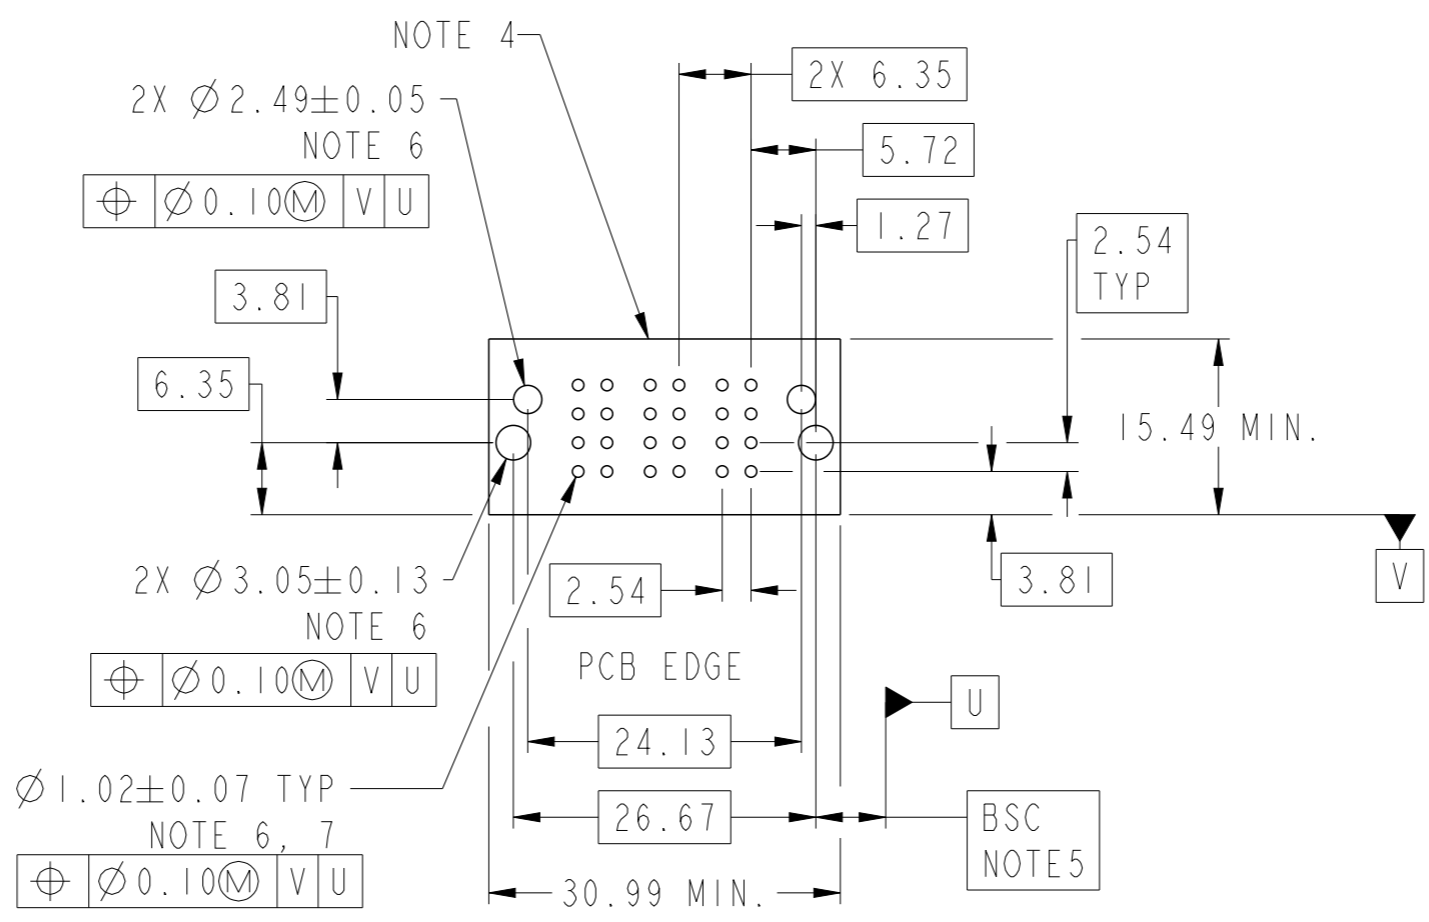 NOTE 4
2X 6.35
2X ⌀2.49±0.05
NOTE 6
⌖ ⌀0.10Ⓜ V U
5.72
1.27
2.54
TYP
3.81
6.35
15.49 MIN.
2X ⌀3.05±0.13
NOTE 6
⌖ ⌀0.10Ⓜ V U
2.54
3.81
V
PCB EDGE
U
24.13
⌀1.02±0.07 TYP
NOTE 6, 7
⌖ ⌀0.10Ⓜ V U
26.67
BSC
NOTE5
30.99 MIN.